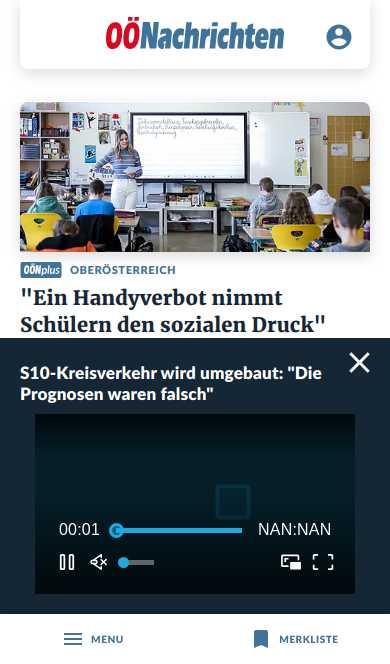 OÖNachrichten
OÖNplus OBERÖSTERREICH
"Ein Handyverbot nimmt
Schülern den sozialen Druck"
S10-Kreisverkehr wird umgebaut: "Die
Prognosen waren falsch"
00:01 NAN:NAN
MENU MERKLISTE